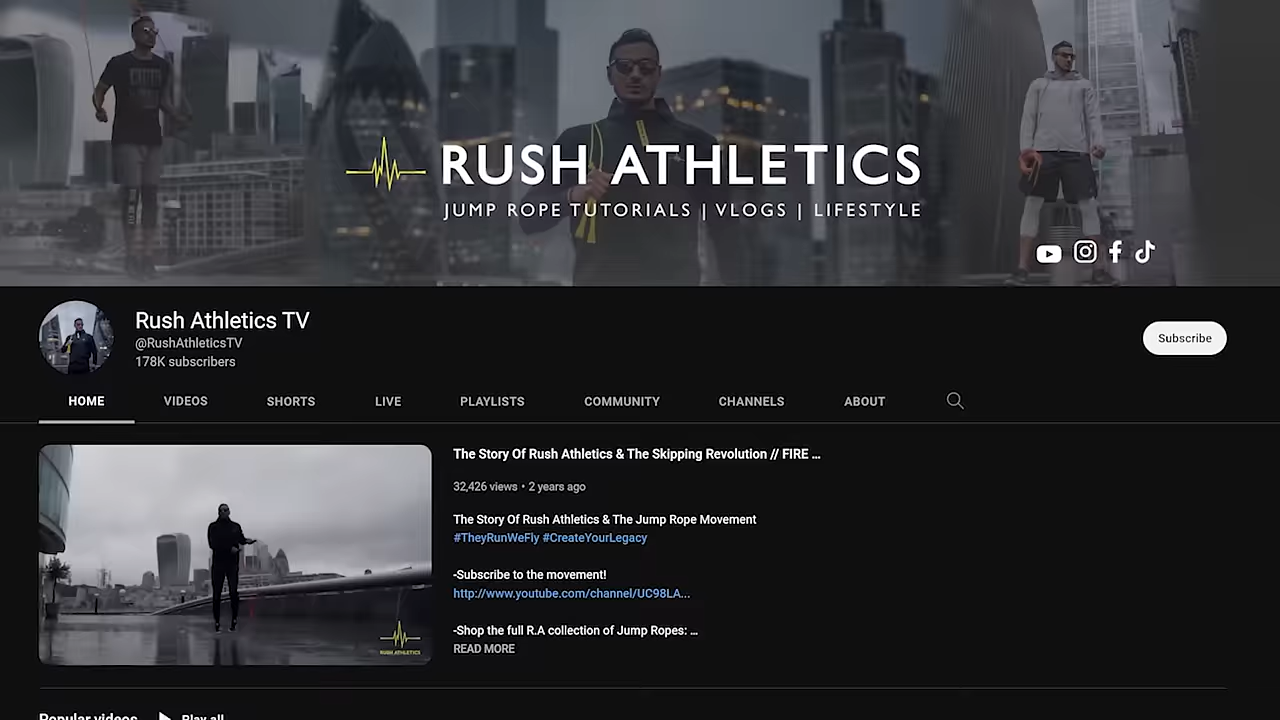 RUSH ATHLETICS
JUMP ROPE TUTORIALS | VLOGS | LIFESTYLE
Rush Athletics TV
@RushAthleticsTV
178K subscribers
Subscribe
HOME VIDEOS SHORTS LIVE PLAYLISTS COMMUNITY CHANNELS ABOUT
The Story Of Rush Athletics & The Skipping Revolution // FIRE ...
32,426 views • 2 years ago
The Story Of Rush Athletics & The Jump Rope Movement
#TheyRunWeFly #CreateYourLegacy
-Subscribe to the movement!
http://www.youtube.com/channel/UC98LA...
-Shop the full R.A collection of Jump Ropes: ...
READ MORE
RUSH ATHLETICS
Popular videos Play all